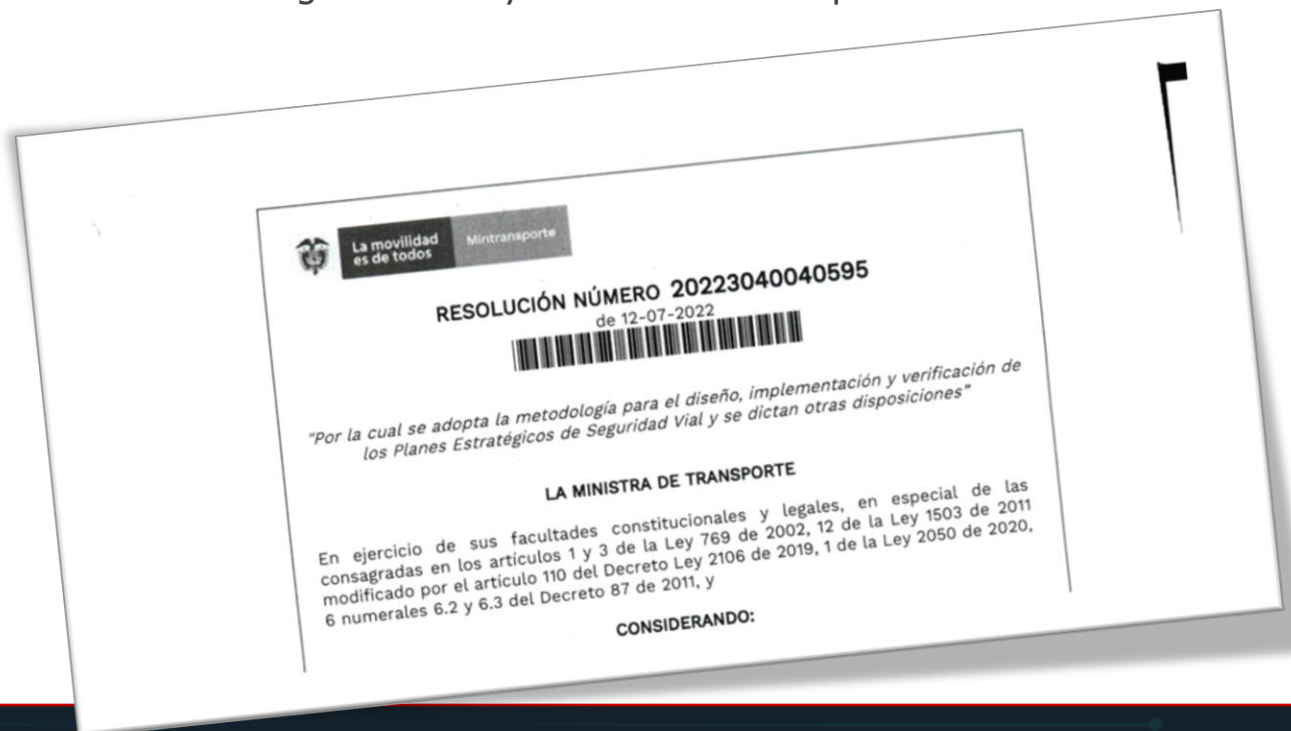 La movilidad
es de todos
Mintransporte
RESOLUCIÓN NÚMERO 20223040040595
de 12-07-2022
"Por la cual se adopta la metodología para el diseño, implementación y verificación de
los Planes Estratégicos de Seguridad Vial y se dictan otras disposiciones"
LA MINISTRA DE TRANSPORTE
En ejercicio de sus facultades constitucionales y legales, en especial de las
consagradas en los artículos 1 y 3 de la Ley 769 de 2002, 12 de la Ley 1503 de 2011
modificado por el artículo 110 del Decreto Ley 2106 de 2019, 1 de la Ley 2050 de 2020,
6 numerales 6.2 y 6.3 del Decreto 87 de 2011, y
CONSIDERANDO: